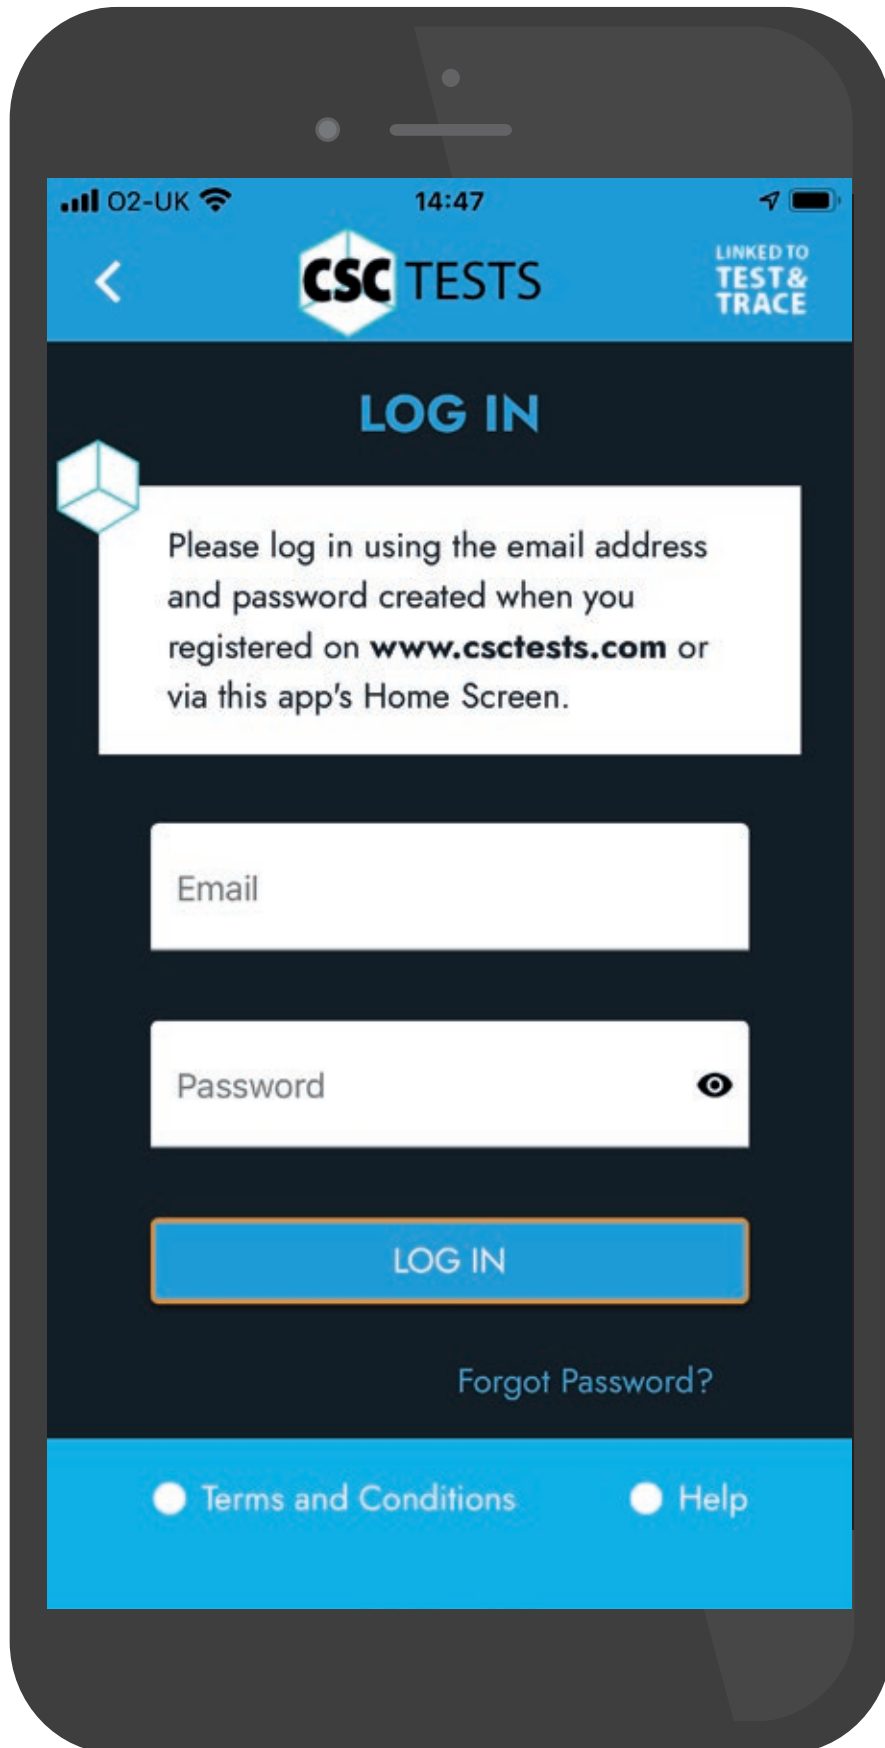 O2-UK 14:47
CSC TESTS
LINKED TO
TEST &
TRACE
LOG IN
Please log in using the email address
and password created when you
registered on www.csctests.com or
via this app's Home Screen.
Email
Password
LOG IN
Forgot Password?
Terms and Conditions Help